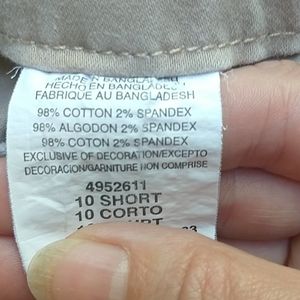 MADE IN BANGLADESH
HECHO EN BANGLADESH
FABRIQUE AU BANGLADESH
98% COTTON 2% SPANDEX
98% ALGODON 2% SPANDEX
98% COTON 2% SPANDEX
EXCLUSIVE OF DECORATION/EXCEPTO
DECORACION/GARNITURE NON COMPRISE
4952611
10 SHORT
10 CORTO